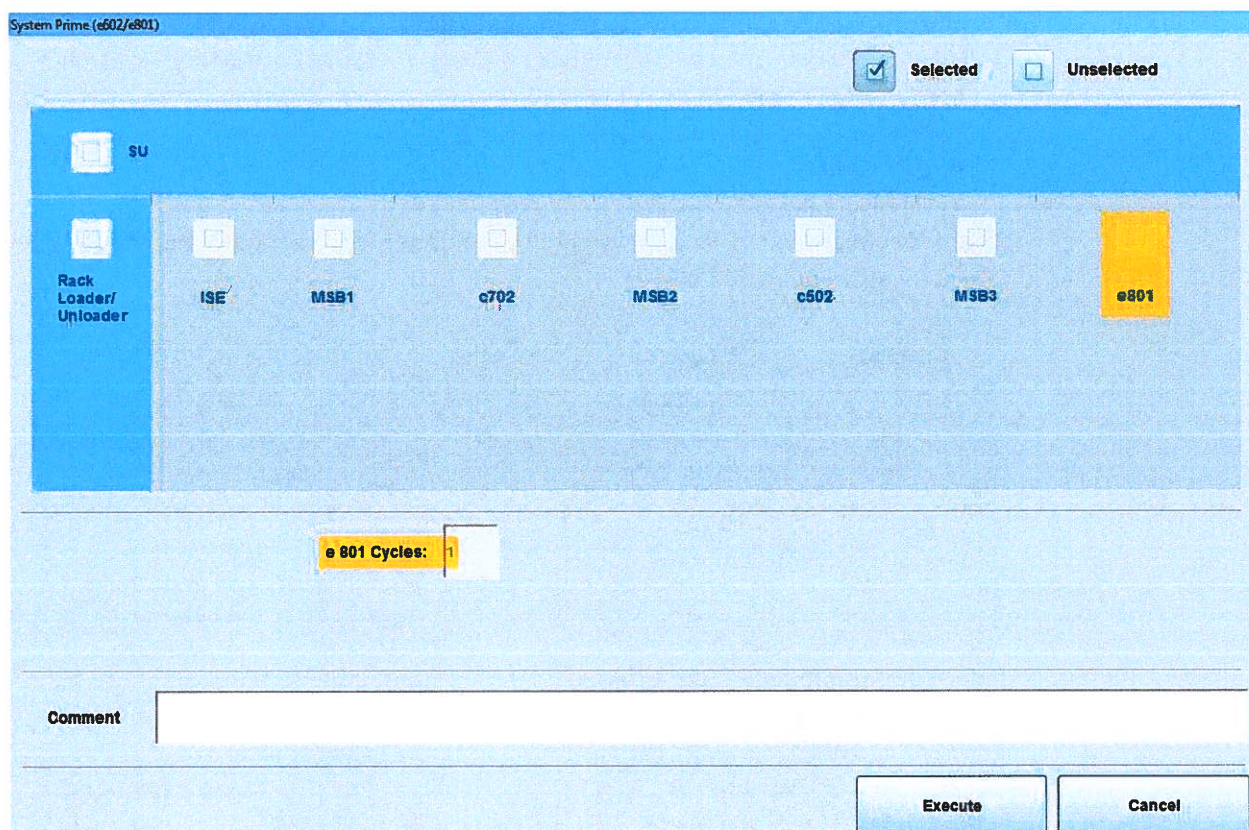 System Prime (e602/e801)
Selected
Unselected
SU
Rack
Loader/
Unloader
ISE
MSB1
c702
MSB2
c502
MSB3
e801
e 801 Cycles: 1
Comment
Execute
Cancel